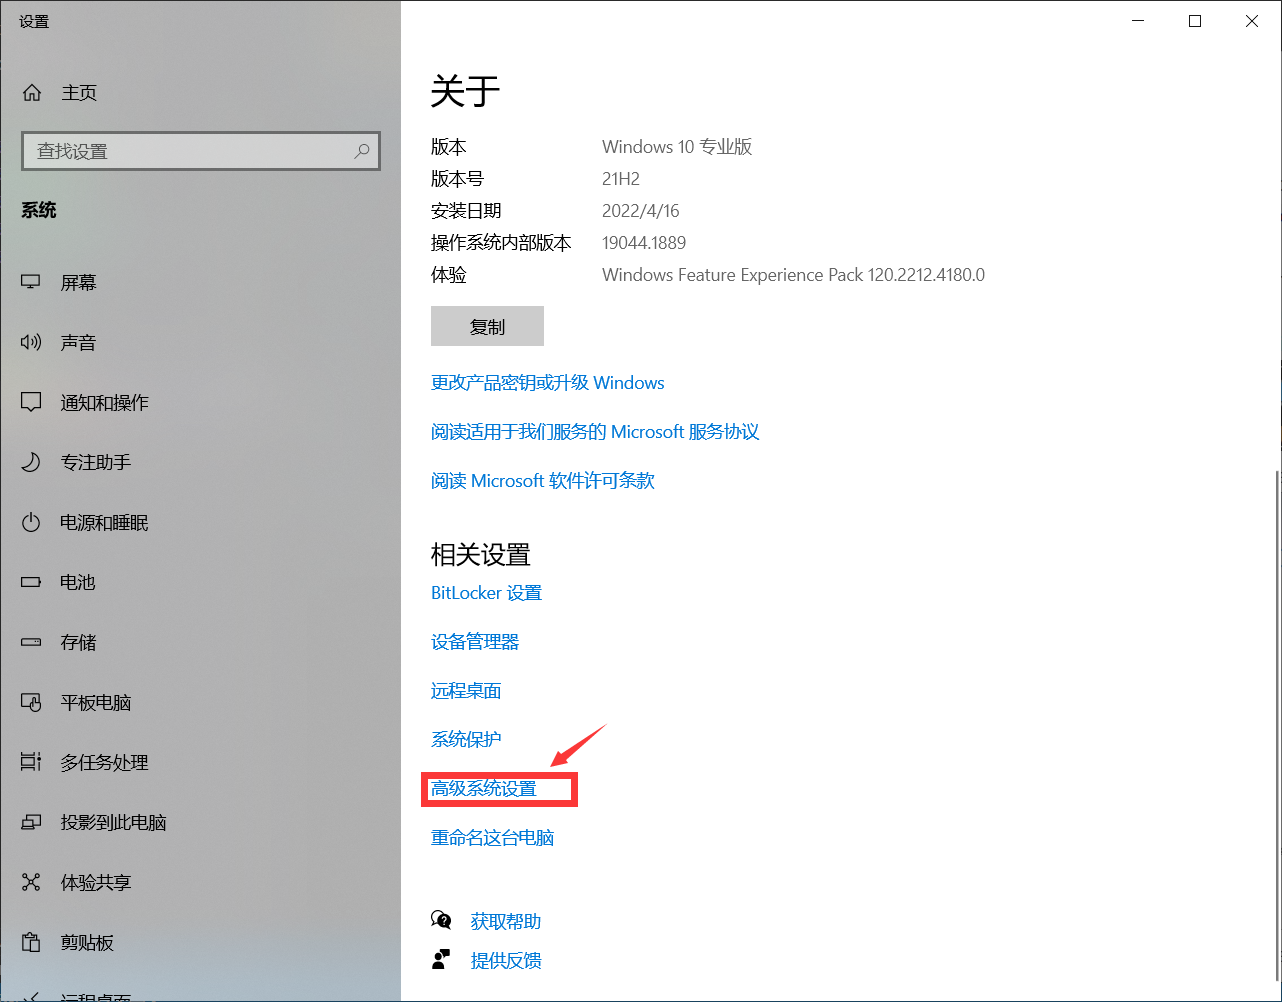 设置
主页
查找设置
系统
屏幕
声音
通知和操作
专注助手
电源和睡眠
电池
存储
平板电脑
多任务处理
投影到此电脑
体验共享
剪贴板
远程桌面
关于
版本 Windows 10 专业版
版本号 21H2
安装日期 2022/4/16
操作系统内部版本 19044.1889
体验 Windows Feature Experience Pack 120.2212.4180.0
复制
更改产品密钥或升级 Windows
阅读适用于我们服务的 Microsoft 服务协议
阅读 Microsoft 软件许可条款
相关设置
BitLocker 设置
设备管理器
远程桌面
系统保护
高级系统设置
重命名这台电脑
获取帮助
提供反馈